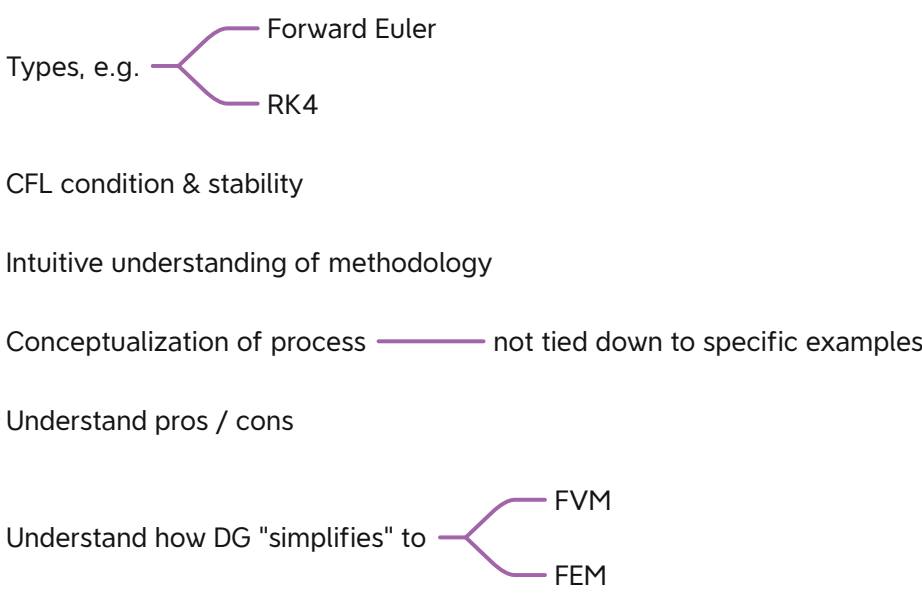 Forward Euler
Types, e.g.
RK4
CFL condition & stability
Intuitive understanding of methodology
Conceptualization of process not tied down to specific examples
Understand pros / cons
FVM
Understand how DG "simplifies" to
FEM